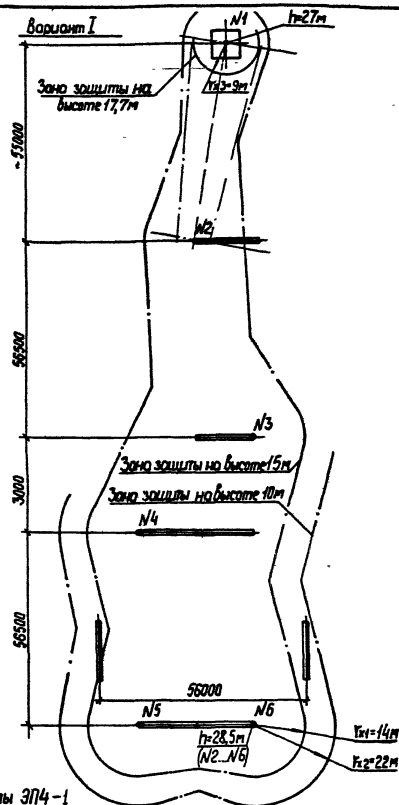 Вариант I
N1
h=27м
Зона защиты на
высоте 17,7м
rx3=9м
~55000
N2
56500
N3
Зона защиты на высоте 15м
Зона защиты на высоте 10м
3000
N4
56500
56000
N5
N6
h=28,5м
(N2...N6)
rx1=14м
rx2=22м
ны ЭП4-1